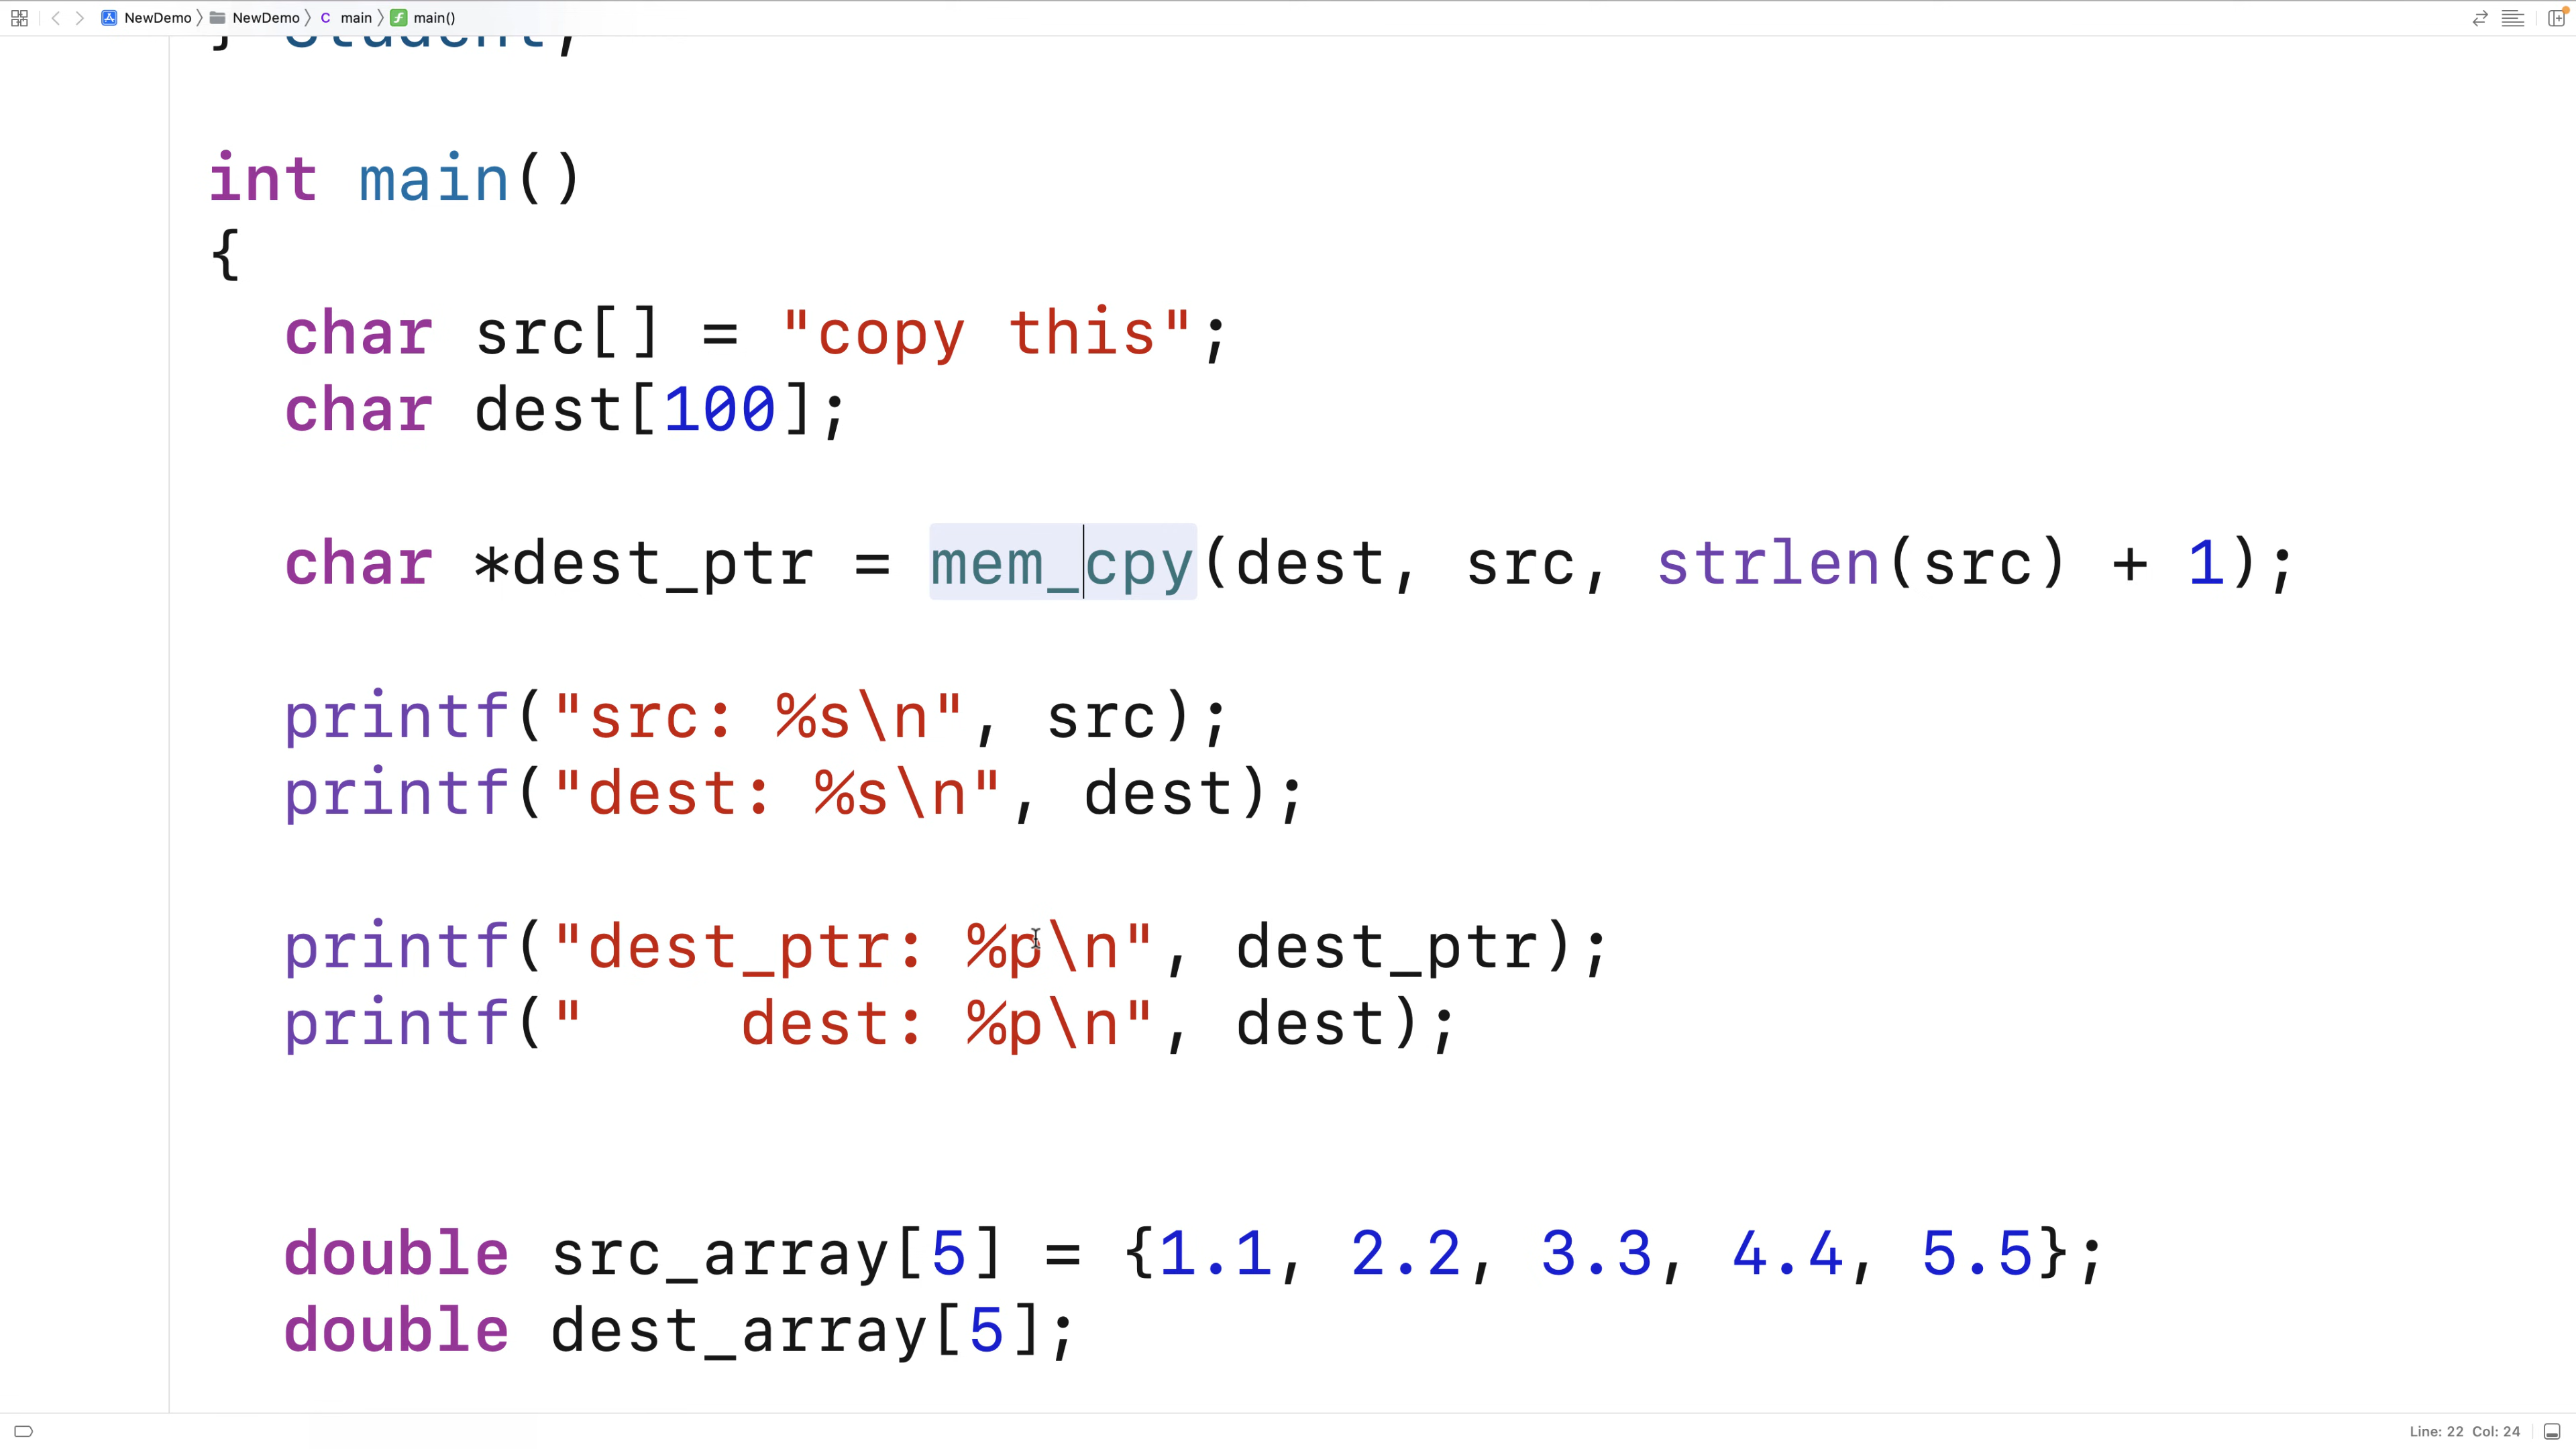 NewDemo NewDemo C main f main()
} Student;
int main()
{
char src[] = "copy this";
char dest[100];
char *dest_ptr = mem_cpy(dest, src, strlen(src) + 1);
printf("src: %s\n", src);
printf("dest: %s\n", dest);
printf("dest_ptr: %p\n", dest_ptr);
printf("    dest: %p\n", dest);
double src_array[5] = {1.1, 2.2, 3.3, 4.4, 5.5};
double dest_array[5];
Line: 22 Col: 24